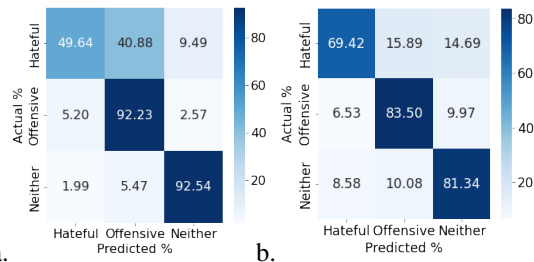 Actual %
Hateful
Offensive
Neither
49.64 40.88 9.49
5.20 92.23 2.57
1.99 5.47 92.54
Hateful Offensive Neither
Predicted %
80
60
40
20
a.
Actual %
Hateful
Offensive
Neither
69.42 15.89 14.69
6.53 83.50 9.97
8.58 10.08 81.34
Hateful Offensive Neither
Predicted %
80
60
40
20
b.